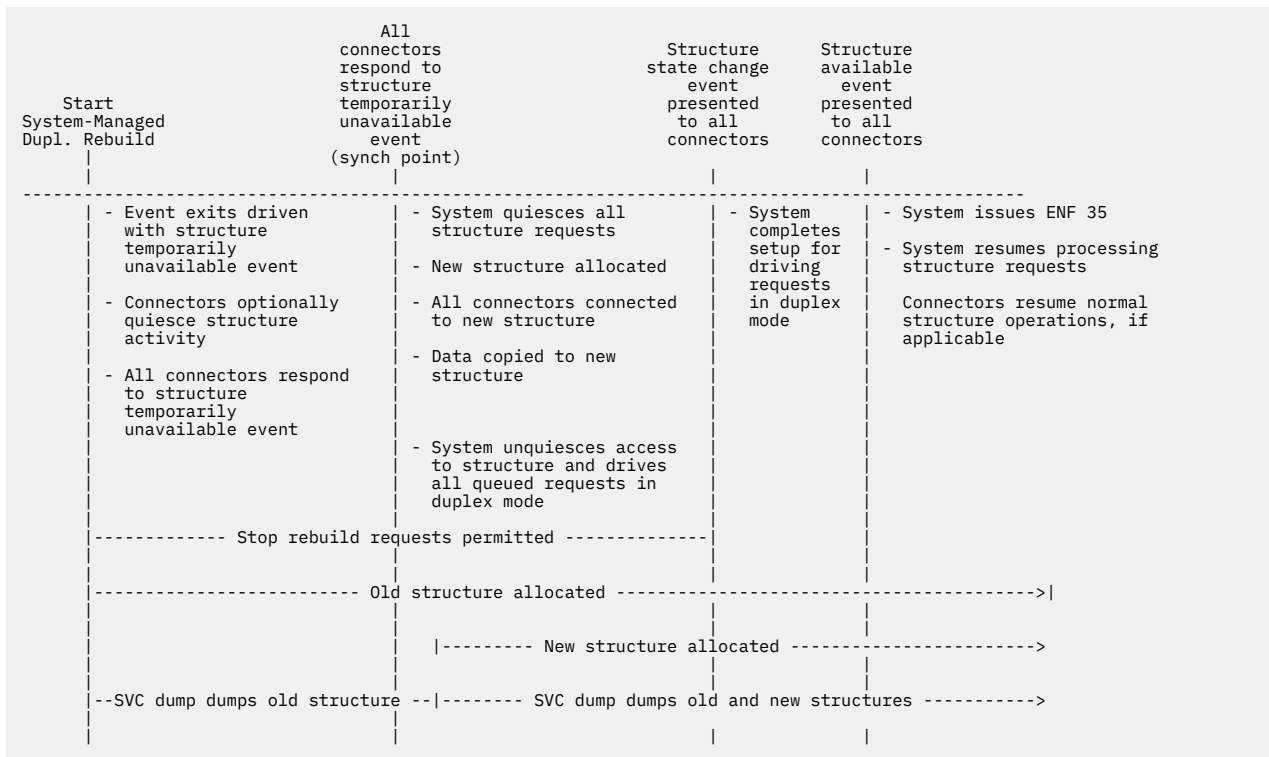 All
                               connectors                      Structure      Structure
                               respond to                    state change     available
                               structure                         event          event
    Start                      temporarily                     presented      presented
System-Managed                 unavailable                      to all         to all
Dupl. Rebuild                     event                        connectors     connectors
      |                       (synch point)                        |              |
      |                             |                              |              |
--------------------------------------------------------------------------------------------------
      | - Event exits driven        | - System quiesces all        | - System     | - System issues ENF 35
      |   with structure            |   structure requests         |   completes  |
      |   temporarily               |                              |   setup for  | - System resumes processing
      |   unavailable event         | - New structure allocated    |   driving    |   structure requests
      |                             |                              |   requests   |
      | - Connectors optionally     | - All connectors connected   |   in duplex  |   Connectors resume normal
      |   quiesce structure         |   to new structure           |   mode       |   structure operations, if
      |   activity                  |                              |              |   applicable
      |                             | - Data copied to new         |              |
      | - All connectors respond    |   structure                  |              |
      |   to structure              |                              |              |
      |   temporarily               |                              |              |
      |   unavailable event         |                              |              |
      |                             | - System unquiesces access   |              |
      |                             |   to structure and drives    |              |
      |                             |   all queued requests in     |              |
      |                             |   duplex mode                |              |
      |------------- Stop rebuild requests permitted --------------|
      |-------------------------- Old structure allocated ----------------------------------------->|
      |                             |   |--------- New structure allocated ------------------------>
      |--SVC dump dumps old structure --|-------- SVC dump dumps old and new structures ----------->